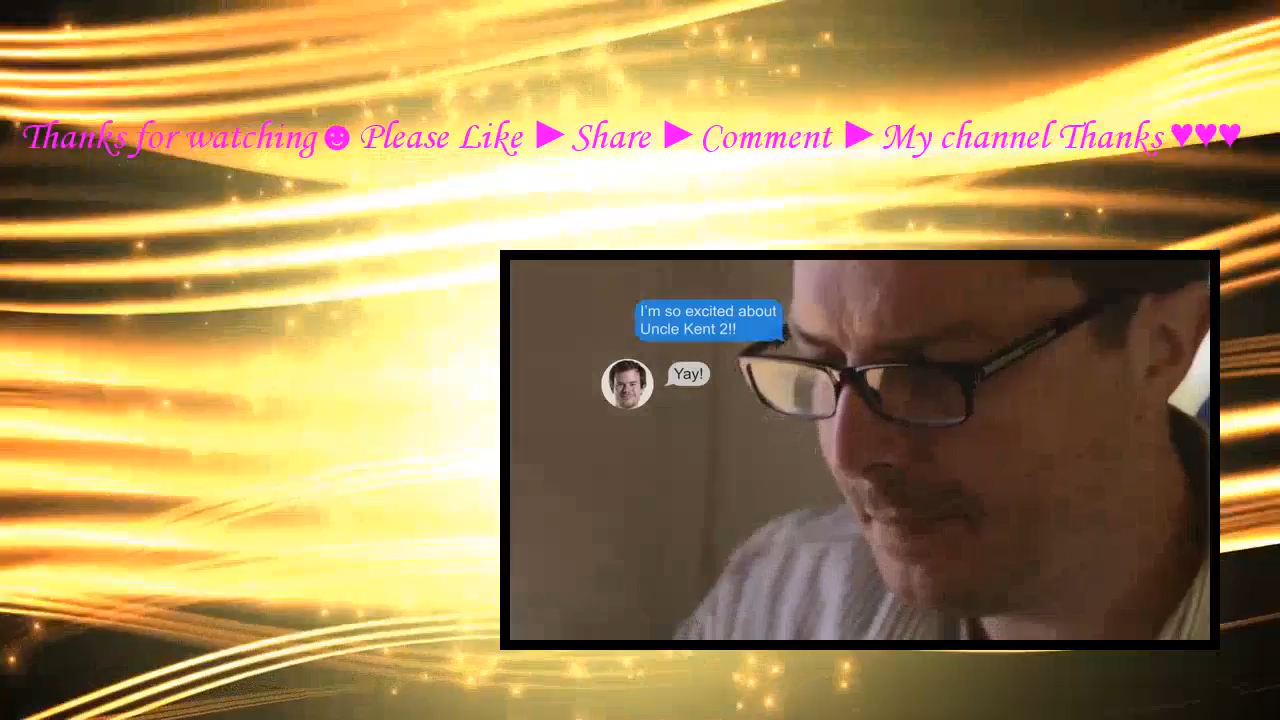 Thanks for watching☻Please Like ► Share ► Comment ► My channel Thanks ♥♥♥
I'm so excited about
Uncle Kent 2!!
Yay!